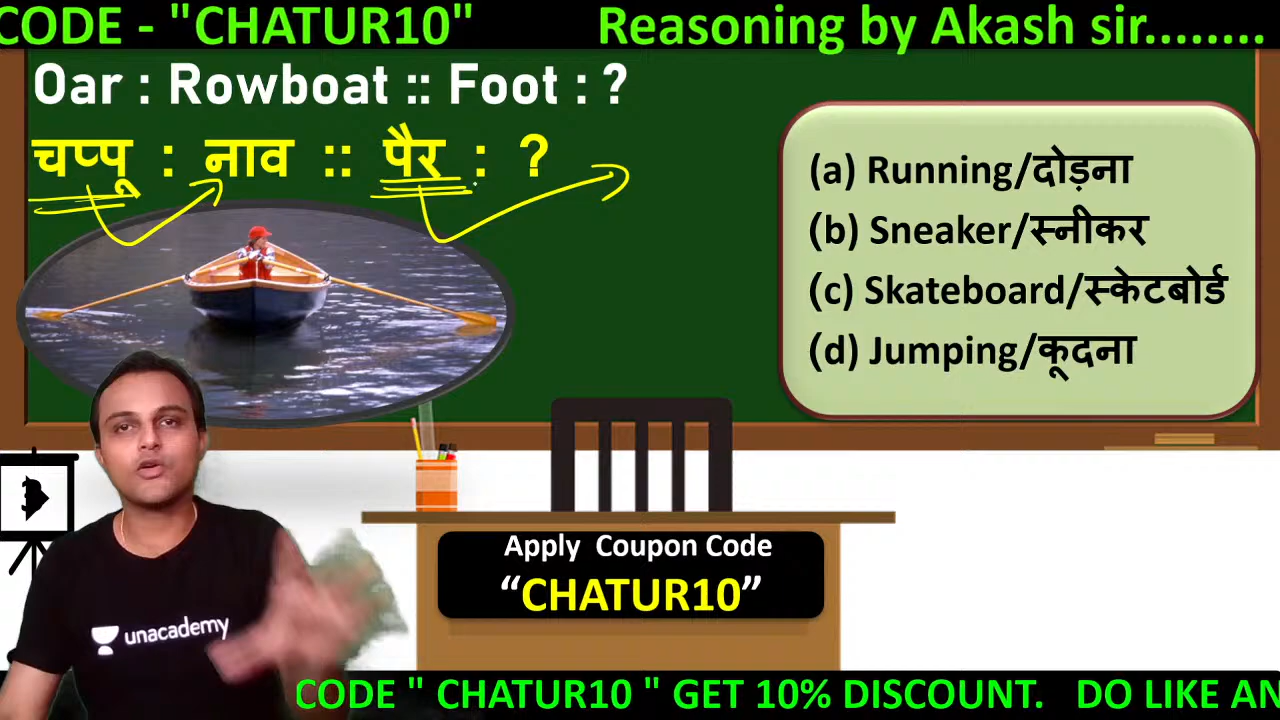 CODE - "CHATUR10" Reasoning by Akash sir........
Oar : Rowboat :: Foot : ?
चप्पू : नाव :: पैर : ?
(a) Running/दोड़ना
(b) Sneaker/स्नीकर
(c) Skateboard/स्केटबोर्ड
(d) Jumping/कूदना
Apply Coupon Code
“CHATUR10”
unacademy
CODE " CHATUR10 " GET 10% DISCOUNT. DO LIKE AN